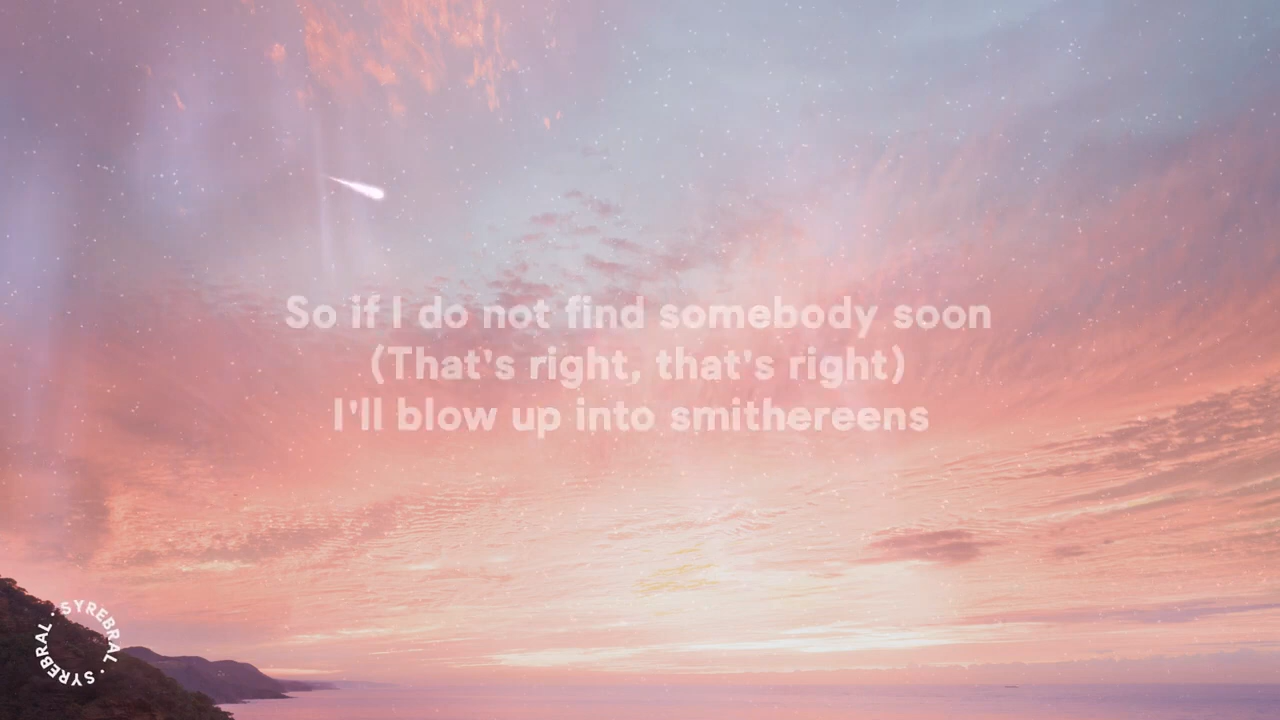 So if I do not find somebody soon
(That's right, that's right)
I'll blow up into smithereens
SYREBRAL · SYREBRAL ·